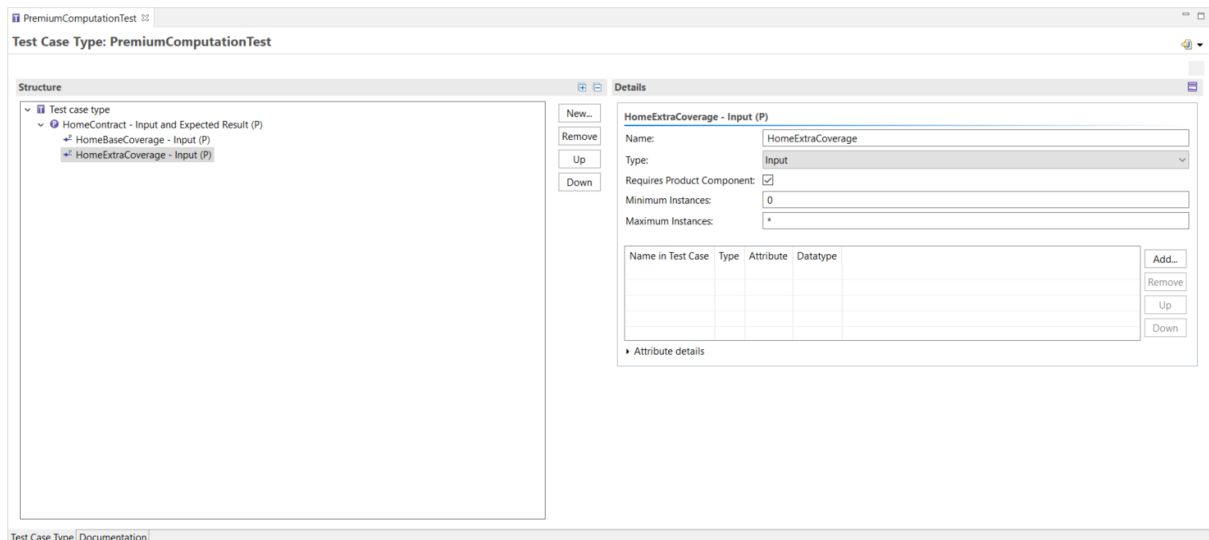 PremiumComputationTest
Test Case Type: PremiumComputationTest
Structure
Test case type
HomeContract - Input and Expected Result (P)
HomeBaseCoverage - Input (P)
HomeExtraCoverage - Input (P)
New...
Remove
Up
Down
Details
HomeExtraCoverage - Input (P)
Name: HomeExtraCoverage
Type: Input
Requires Product Component:
Minimum Instances: 0
Maximum Instances: *
Name in Test Case Type Attribute Datatype
Add...
Remove
Up
Down
Attribute details
Test Case Type Documentation